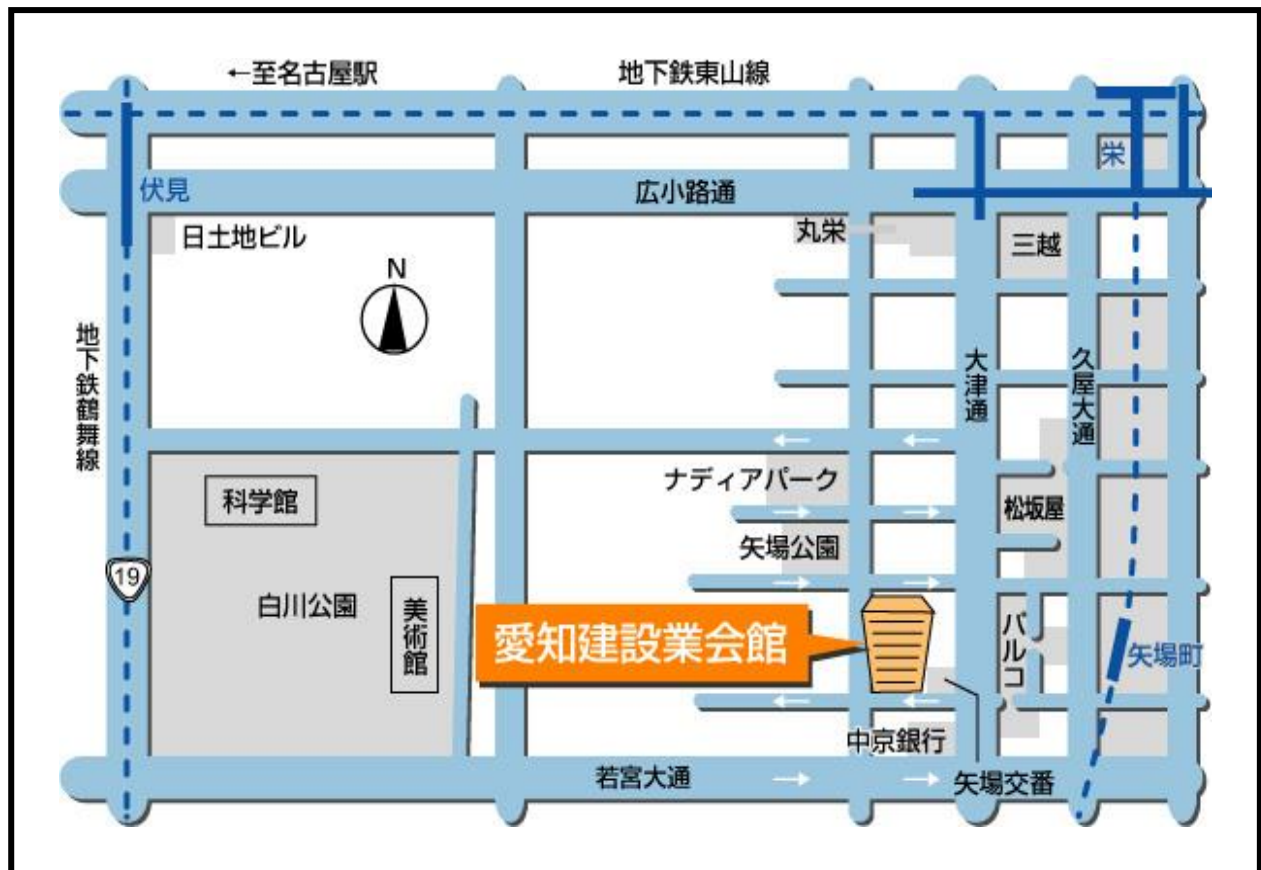 ←至名古屋駅
地下鉄東山線
栄
伏見
広小路通
日土地ビル
丸栄
三越
N
地下鉄鶴舞線
大津通
久屋大通
ナディアパーク
科学館
松坂屋
矢場公園
19
白川公園
美術館
愛知建設業会館
パルコ
矢場町
中京銀行
若宮大通
矢場交番